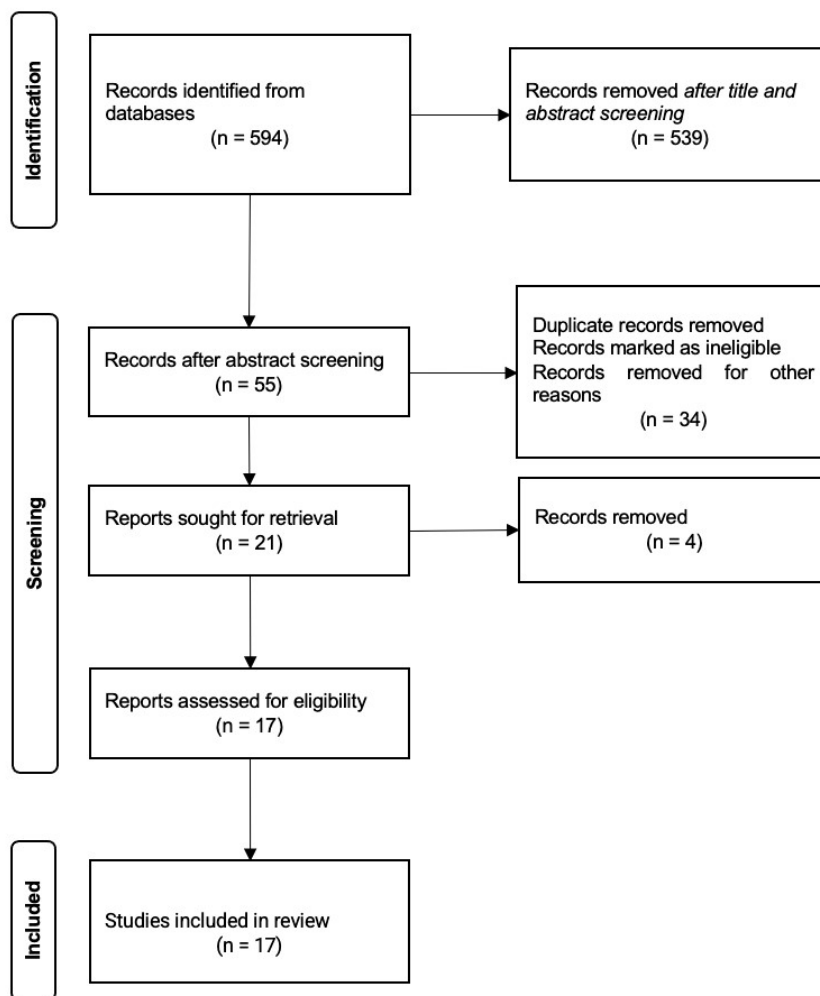 Identification
Records identified from
databases
(n = 594)
Records removed after title and
abstract screening
(n = 539)
Screening
Records after abstract screening
(n = 55)
Duplicate records removed
Records marked as ineligible
Records removed for other
reasons
(n = 34)
Reports sought for retrieval
(n = 21)
Records removed
(n = 4)
Reports assessed for eligibility
(n = 17)
Included
Studies included in review
(n = 17)